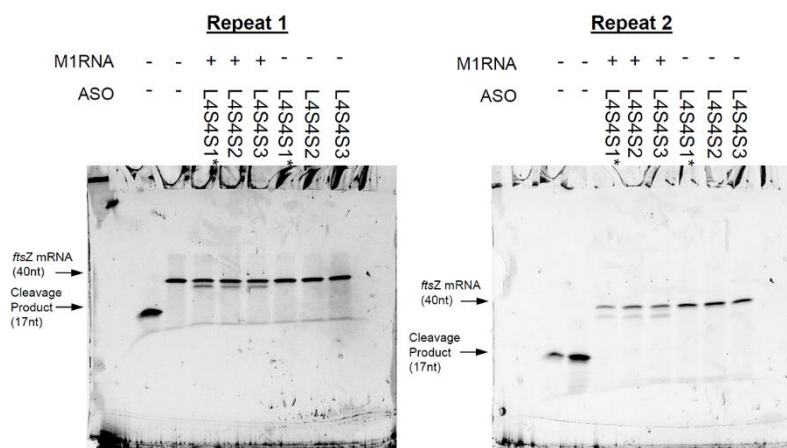 Repeat 1
M1RNA - - + + + - - -
ASO - - L4S4S1* L4S4S2 L4S4S3 L4S4S1* L4S4S2 L4S4S3
ftsZ mRNA
(40nt)
Cleavage
Product
(17nt)
Repeat 2
M1RNA - - + + + - - -
ASO - - L4S4S1* L4S4S2 L4S4S3 L4S4S1* L4S4S2 L4S4S3
ftsZ mRNA
(40nt)
Cleavage
Product
(17nt)